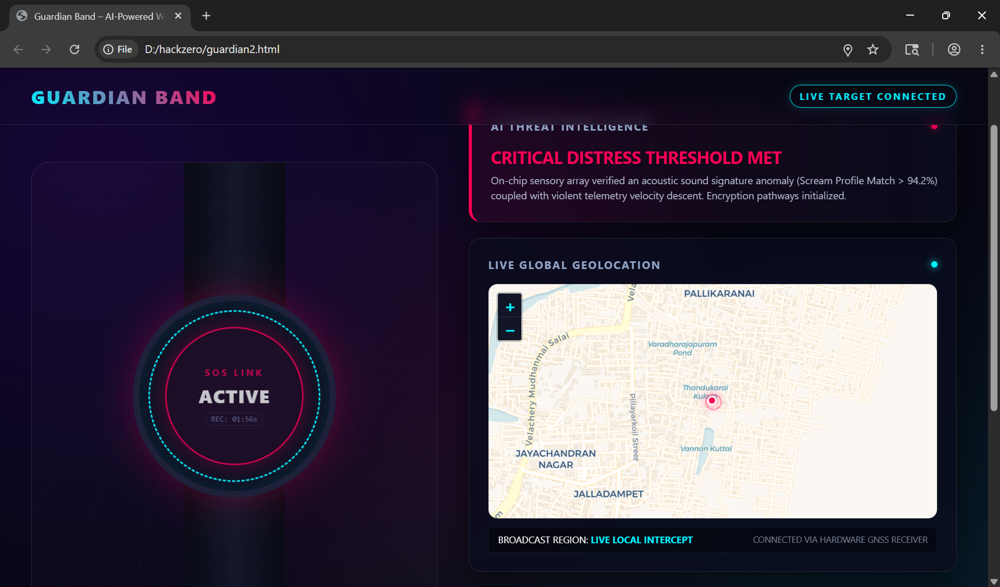 Guardian Band – AI-Powered W
File
D:/hackzero/guardian2.html
GUARDIAN BAND
LIVE TARGET CONNECTED
AI THREAT INTELLIGENCE
CRITICAL DISTRESS THRESHOLD MET
On-chip sensory array verified an acoustic sound signature anomaly (Scream Profile Match > 94.2%)
coupled with violent telemetry velocity descent. Encryption pathways initialized.
SOS LINK
ACTIVE
REC: 01:56s
LIVE GLOBAL GEOLOCATION
+
−
Vela
PALLIKARANAI
Velachery Mudhanmai Salai
Varadharajapuram
Pond
Thandukarai
Kulam
Pillayarkoil Street
Vannan Kuttai
JAYACHANDRAN
NAGAR
JALLADAMPET
m
BROADCAST REGION: LIVE LOCAL INTERCEPT
CONNECTED VIA HARDWARE GNSS RECEIVER